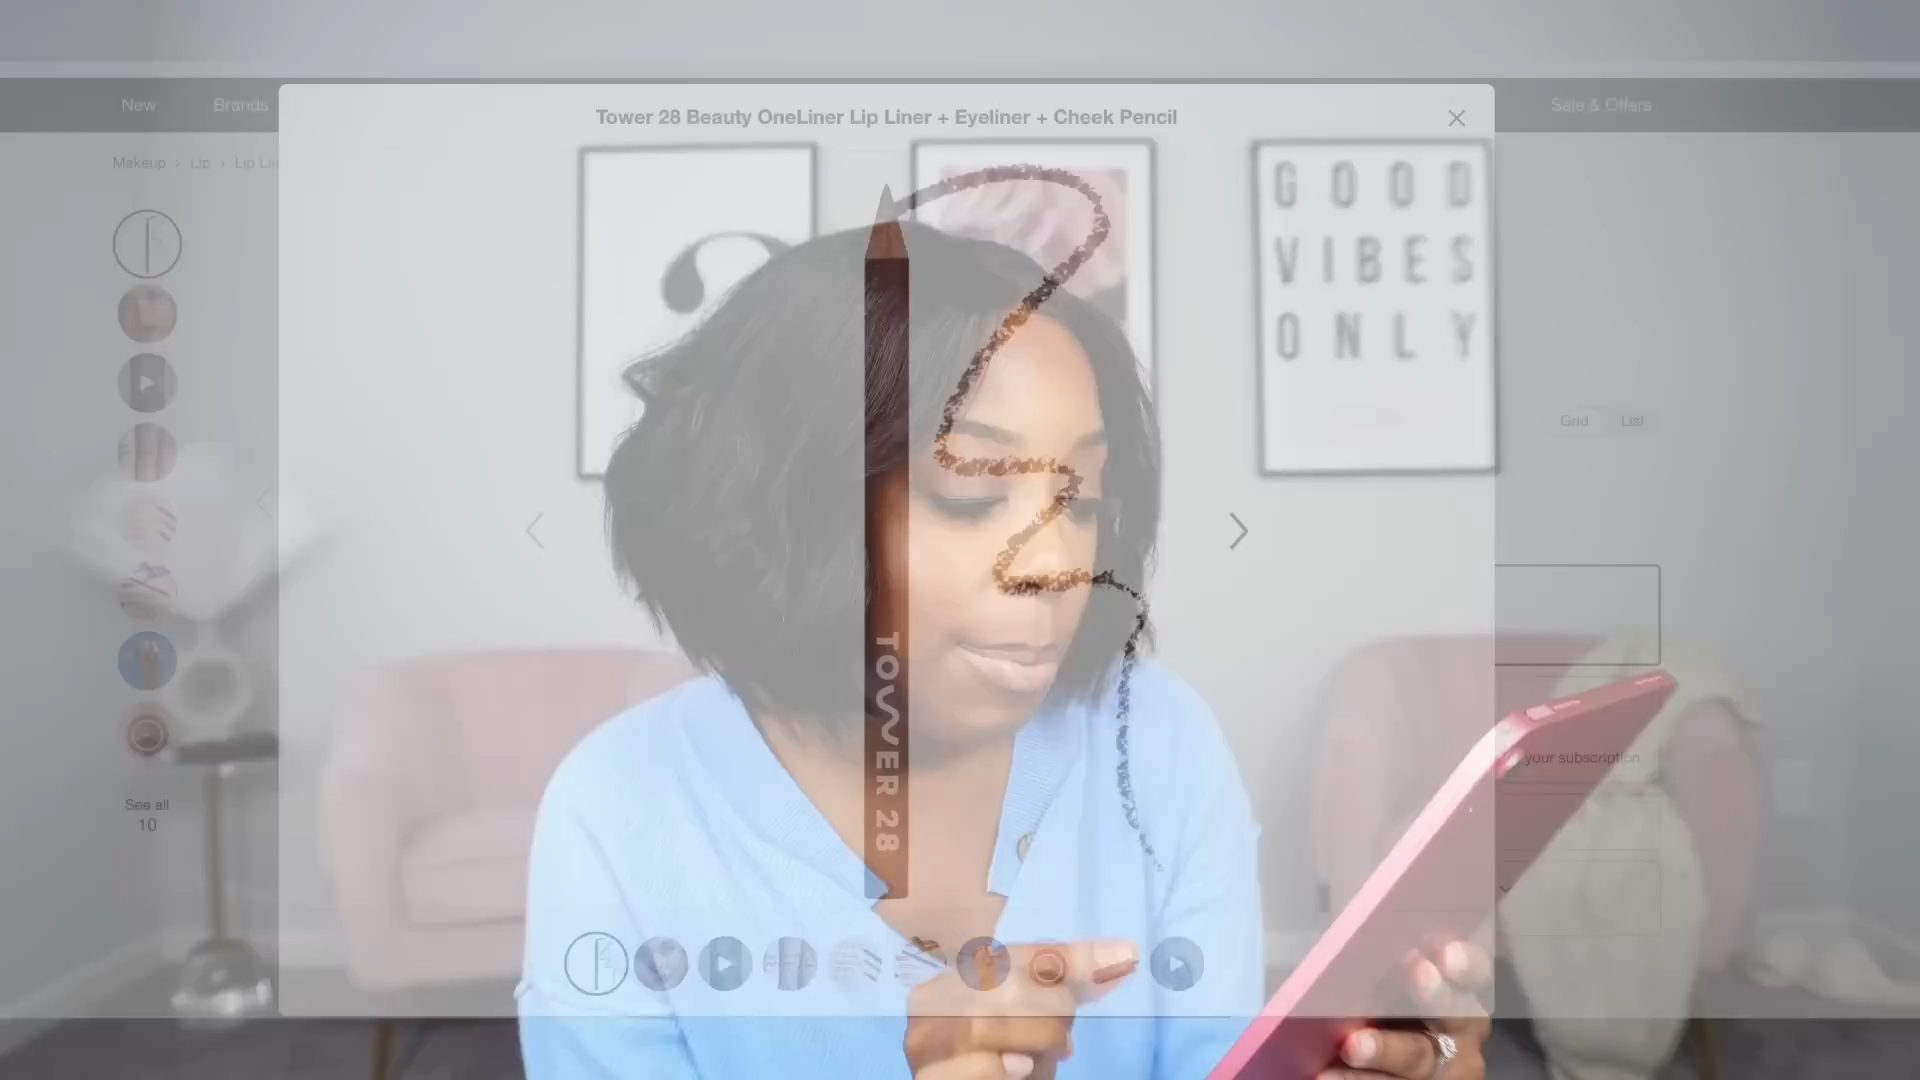 New
Brands
Sale & Offers
Tower 28 Beauty OneLiner Lip Liner + Eyeliner + Cheek Pencil
Makeup > Lip > Lip
GOOD
VIBES
ONLY
Grid
List
TOWER 28
your subscription
See all
10